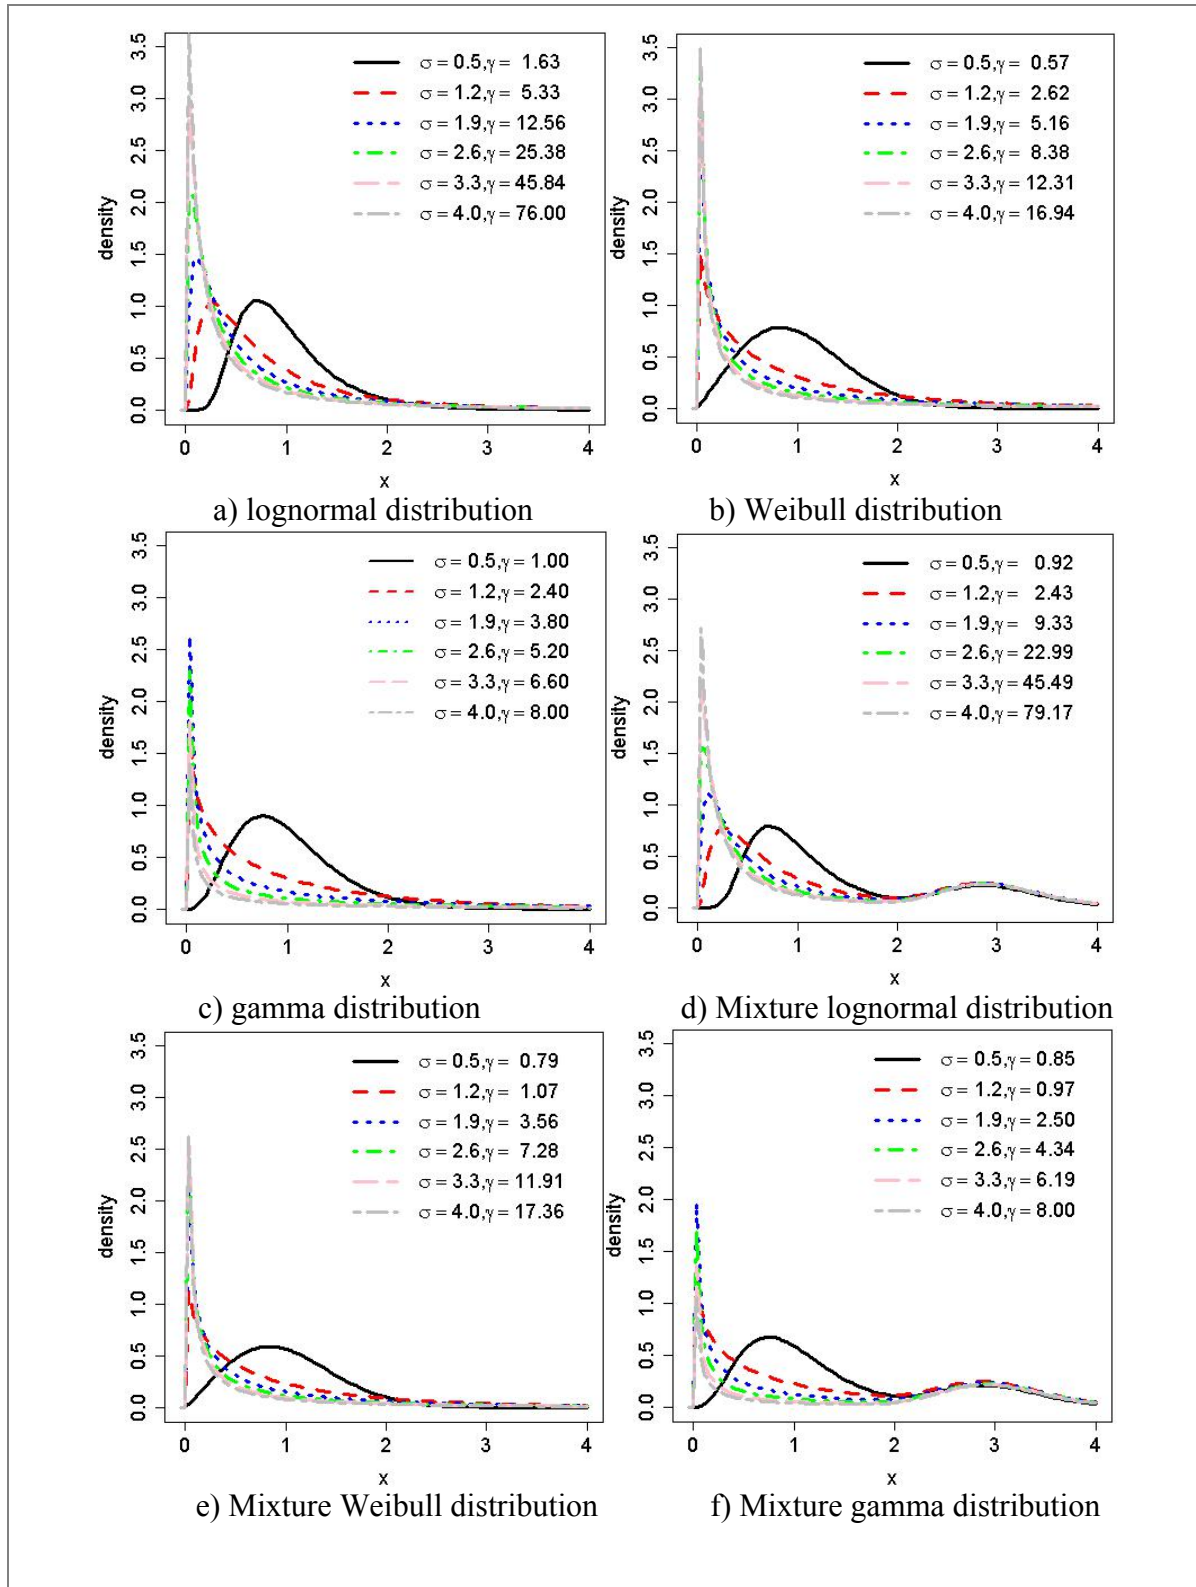 3.5
3.0
2.5
2.0
1.5
1.0
0.5
0.0
density
σ = 0.5,γ = 1.63
σ = 1.2,γ = 5.33
σ = 1.9,γ = 12.56
σ = 2.6,γ = 25.38
σ = 3.3,γ = 45.84
σ = 4.0,γ = 76.00
0 1 2 3 4
x
a) lognormal distribution
3.5
3.0
2.5
2.0
1.5
1.0
0.5
0.0
density
σ = 0.5,γ = 0.57
σ = 1.2,γ = 2.62
σ = 1.9,γ = 5.16
σ = 2.6,γ = 8.38
σ = 3.3,γ = 12.31
σ = 4.0,γ = 16.94
0 1 2 3 4
x
b) Weibull distribution
3.5
3.0
2.5
2.0
1.5
1.0
0.5
0.0
density
σ = 0.5,γ = 1.00
σ = 1.2,γ = 2.40
σ = 1.9,γ = 3.80
σ = 2.6,γ = 5.20
σ = 3.3,γ = 6.60
σ = 4.0,γ = 8.00
0 1 2 3 4
x
c) gamma distribution
3.5
3.0
2.5
2.0
1.5
1.0
0.5
0.0
density
σ = 0.5,γ = 0.92
σ = 1.2,γ = 2.43
σ = 1.9,γ = 9.33
σ = 2.6,γ = 22.99
σ = 3.3,γ = 45.49
σ = 4.0,γ = 79.17
0 1 2 3 4
x
d) Mixture lognormal distribution
3.5
3.0
2.5
2.0
1.5
1.0
0.5
0.0
density
σ = 0.5,γ = 0.79
σ = 1.2,γ = 1.07
σ = 1.9,γ = 3.56
σ = 2.6,γ = 7.28
σ = 3.3,γ = 11.91
σ = 4.0,γ = 17.36
0 1 2 3 4
x
e) Mixture Weibull distribution
3.5
3.0
2.5
2.0
1.5
1.0
0.5
0.0
density
σ = 0.5,γ = 0.85
σ = 1.2,γ = 0.97
σ = 1.9,γ = 2.50
σ = 2.6,γ = 4.34
σ = 3.3,γ = 6.19
σ = 4.0,γ = 8.00
0 1 2 3 4
x
f) Mixture gamma distribution